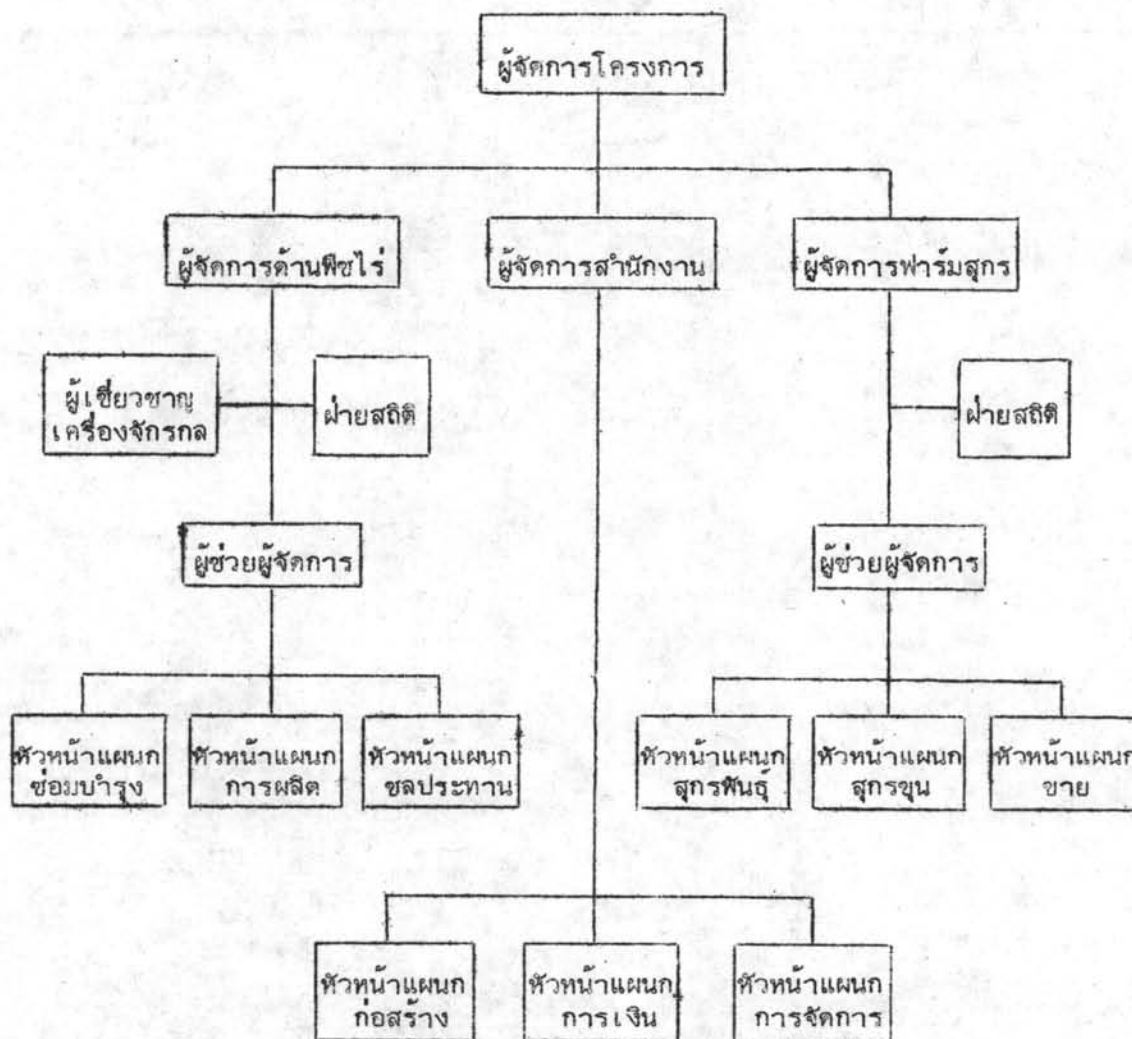 ผู้จัดการโครงการ
ผู้จัดการด้านพืชไร่
ผู้จัดการสำนักงาน
ผู้จัดการฟาร์มสุกร
ผู้เชี่ยวชาญ
เครื่องจักรกล
ฝ่ายสถิติ
ฝ่ายสถิติ
ผู้ช่วยผู้จัดการ
ผู้ช่วยผู้จัดการ
หัวหน้าแผนก
ซ่อมบำรุง
หัวหน้าแผนก
การผลิต
หัวหน้าแผนก
ชลประทาน
หัวหน้าแผนก
สุกรพันธุ์
หัวหน้าแผนก
สุกรขุน
หัวหน้าแผนก
ขาย
หัวหน้าแผนก
ก่อสร้าง
หัวหน้าแผนก
การเงิน
หัวหน้าแผนก
การจัดการ